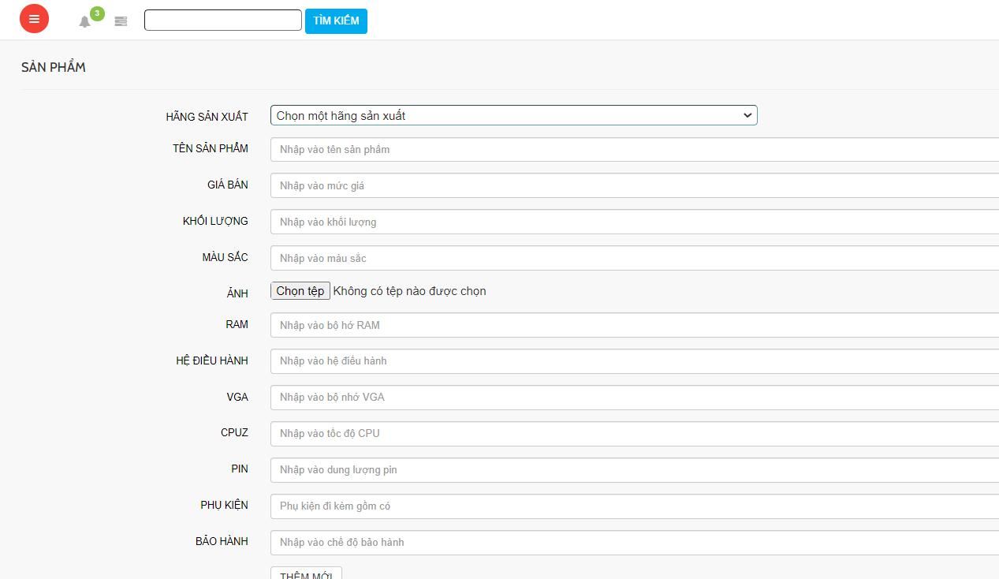 3
TÌM KIẾM
SẢN PHẨM
HÃNG SẢN XUẤT Chọn một hãng sản xuất
TÊN SẢN PHẨM Nhập vào tên sản phẩm
GIÁ BÁN Nhập vào mức giá
KHỐI LƯỢNG Nhập vào khối lượng
MÀU SẮC Nhập vào màu sắc
ẢNH Chọn tệp Không có tệp nào được chọn
RAM Nhập vào bộ hớ RAM
HỆ ĐIỀU HÀNH Nhập vào hệ điều hành
VGA Nhập vào bộ nhớ VGA
CPUZ Nhập vào tốc độ CPU
PIN Nhập vào dung lượng pin
PHỤ KIỆN Phụ kiện đi kèm gồm có
BẢO HÀNH Nhập vào chế độ bảo hành
THÊM MỚI